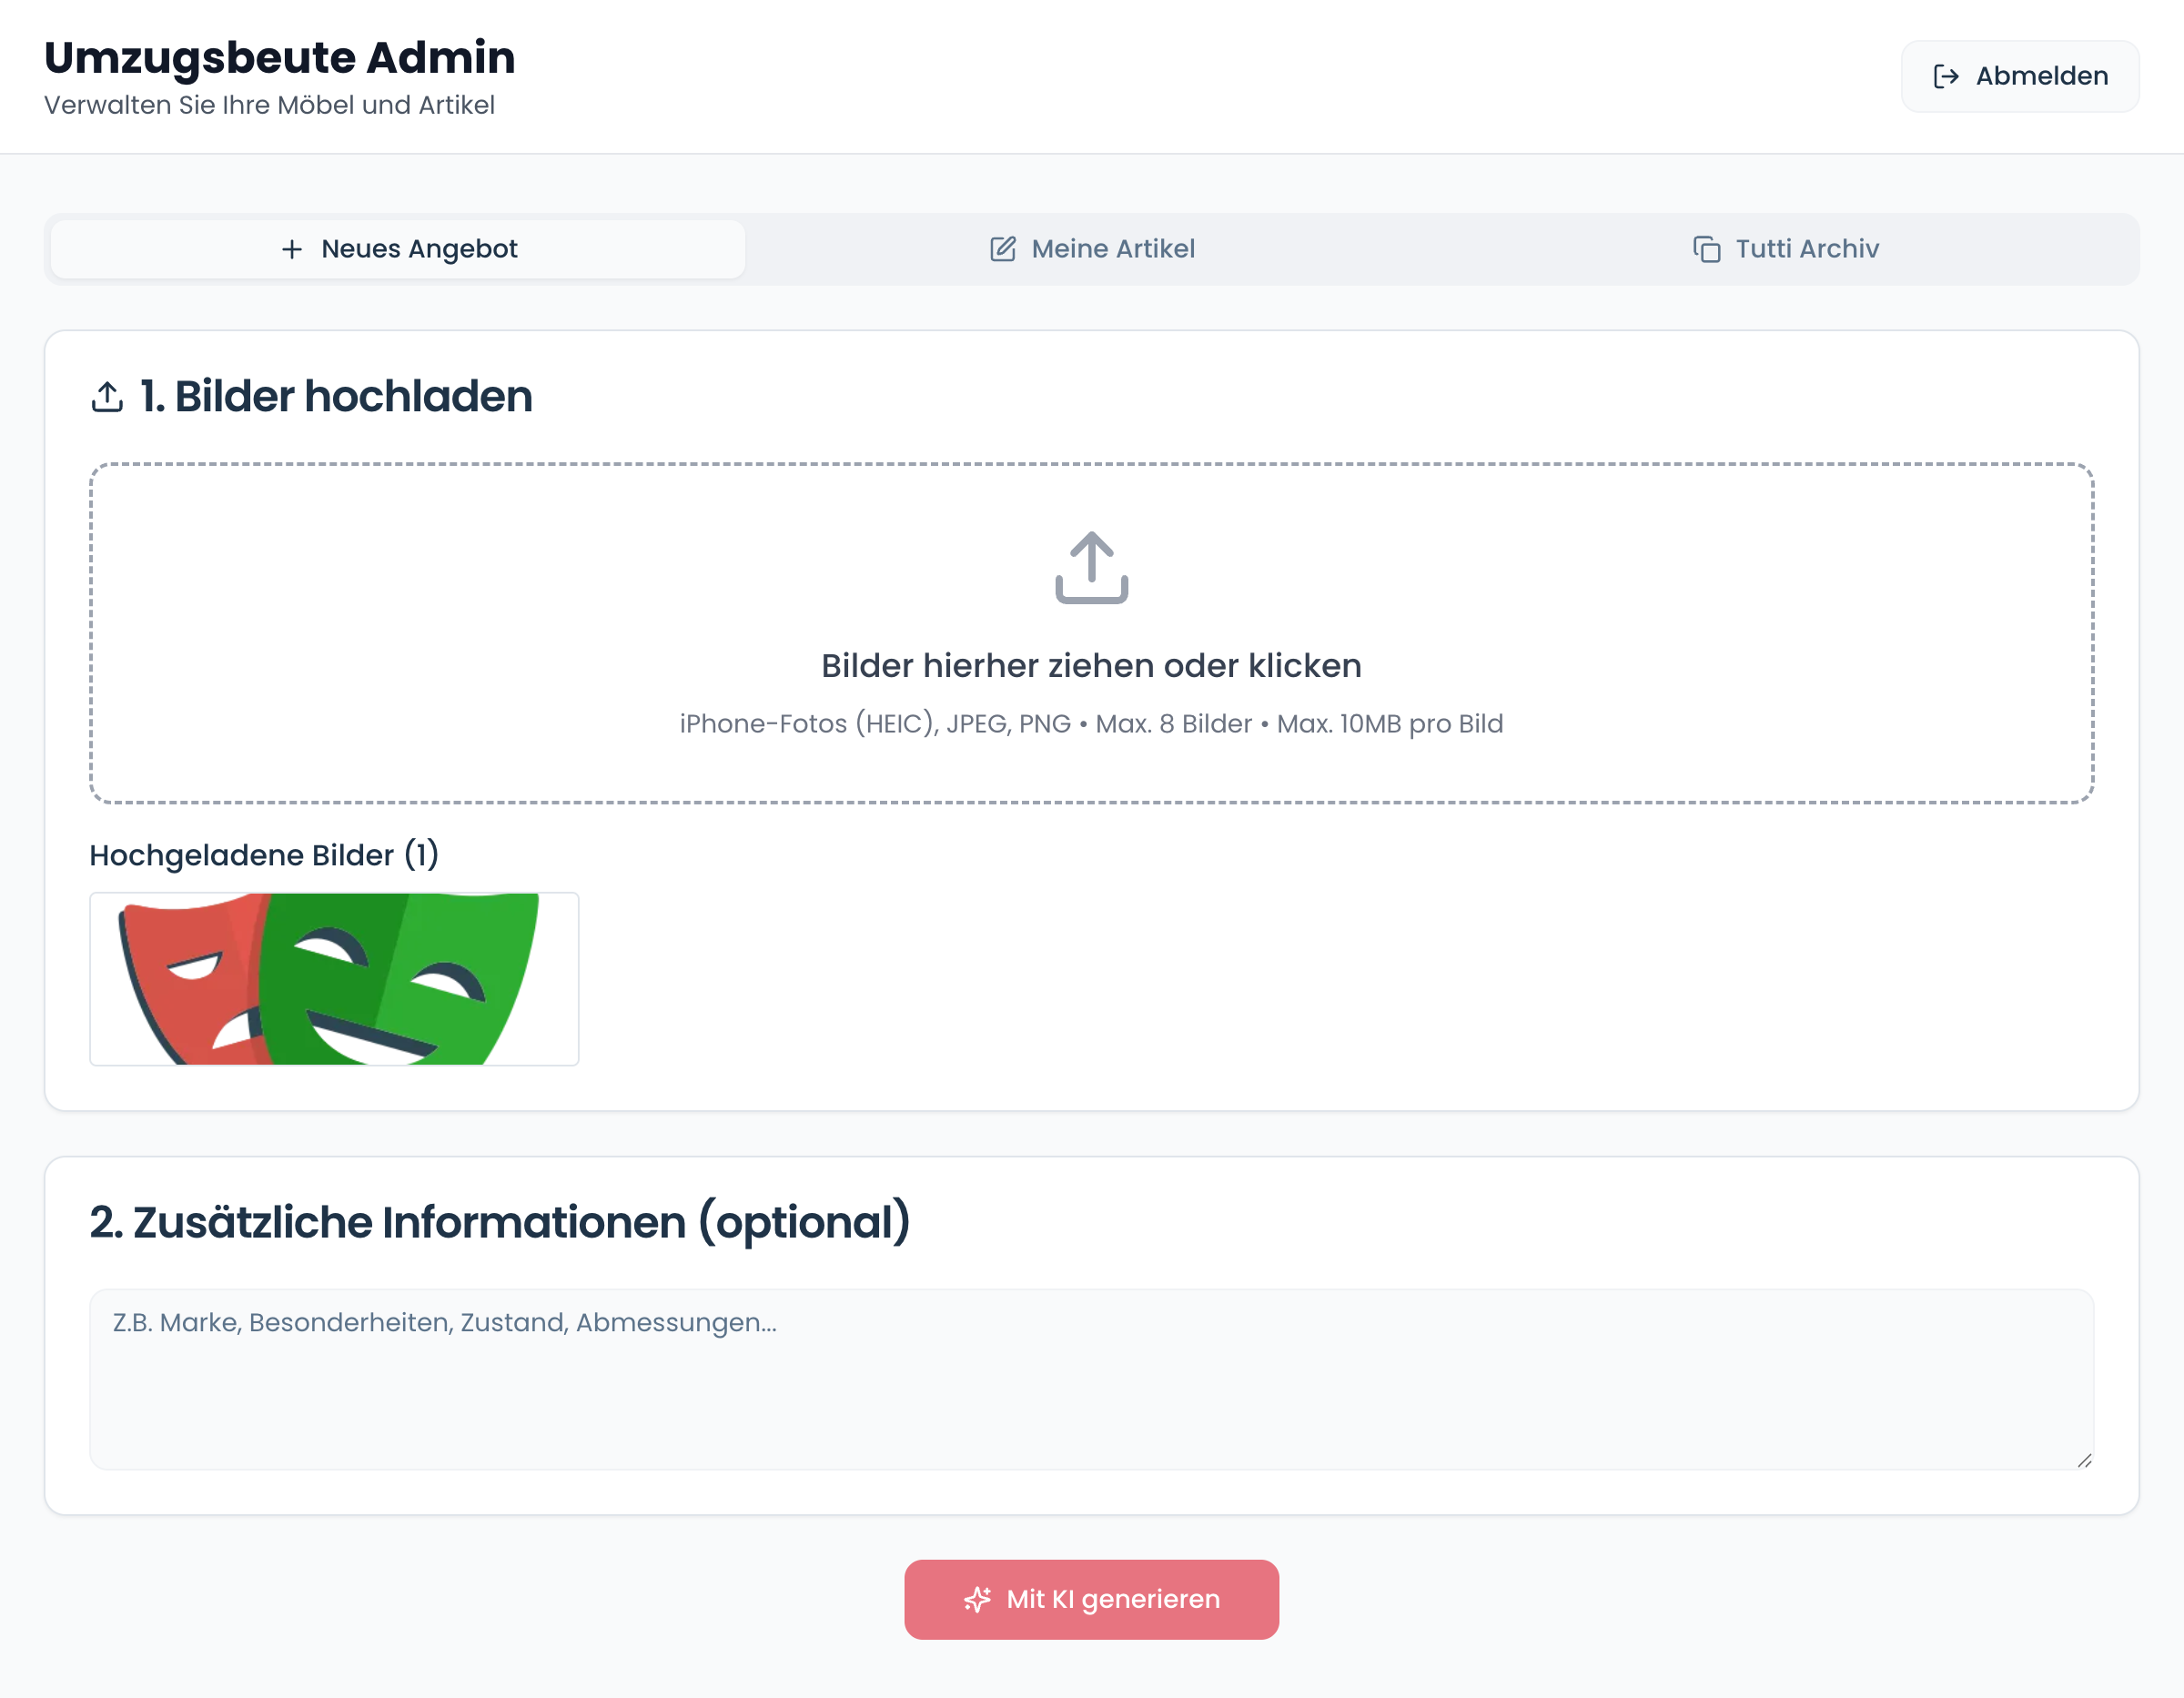 Umzugsbeute Admin
Verwalten Sie Ihre Möbel und Artikel
Abmelden
Neues Angebot
Meine Artikel
Tutti Archiv
1. Bilder hochladen
Bilder hierher ziehen oder klicken
iPhone-Fotos (HEIC), JPEG, PNG • Max. 8 Bilder • Max. 10MB pro Bild
Hochgeladene Bilder (1)
2. Zusätzliche Informationen (optional)
Z.B. Marke, Besonderheiten, Zustand, Abmessungen...
Mit KI generieren